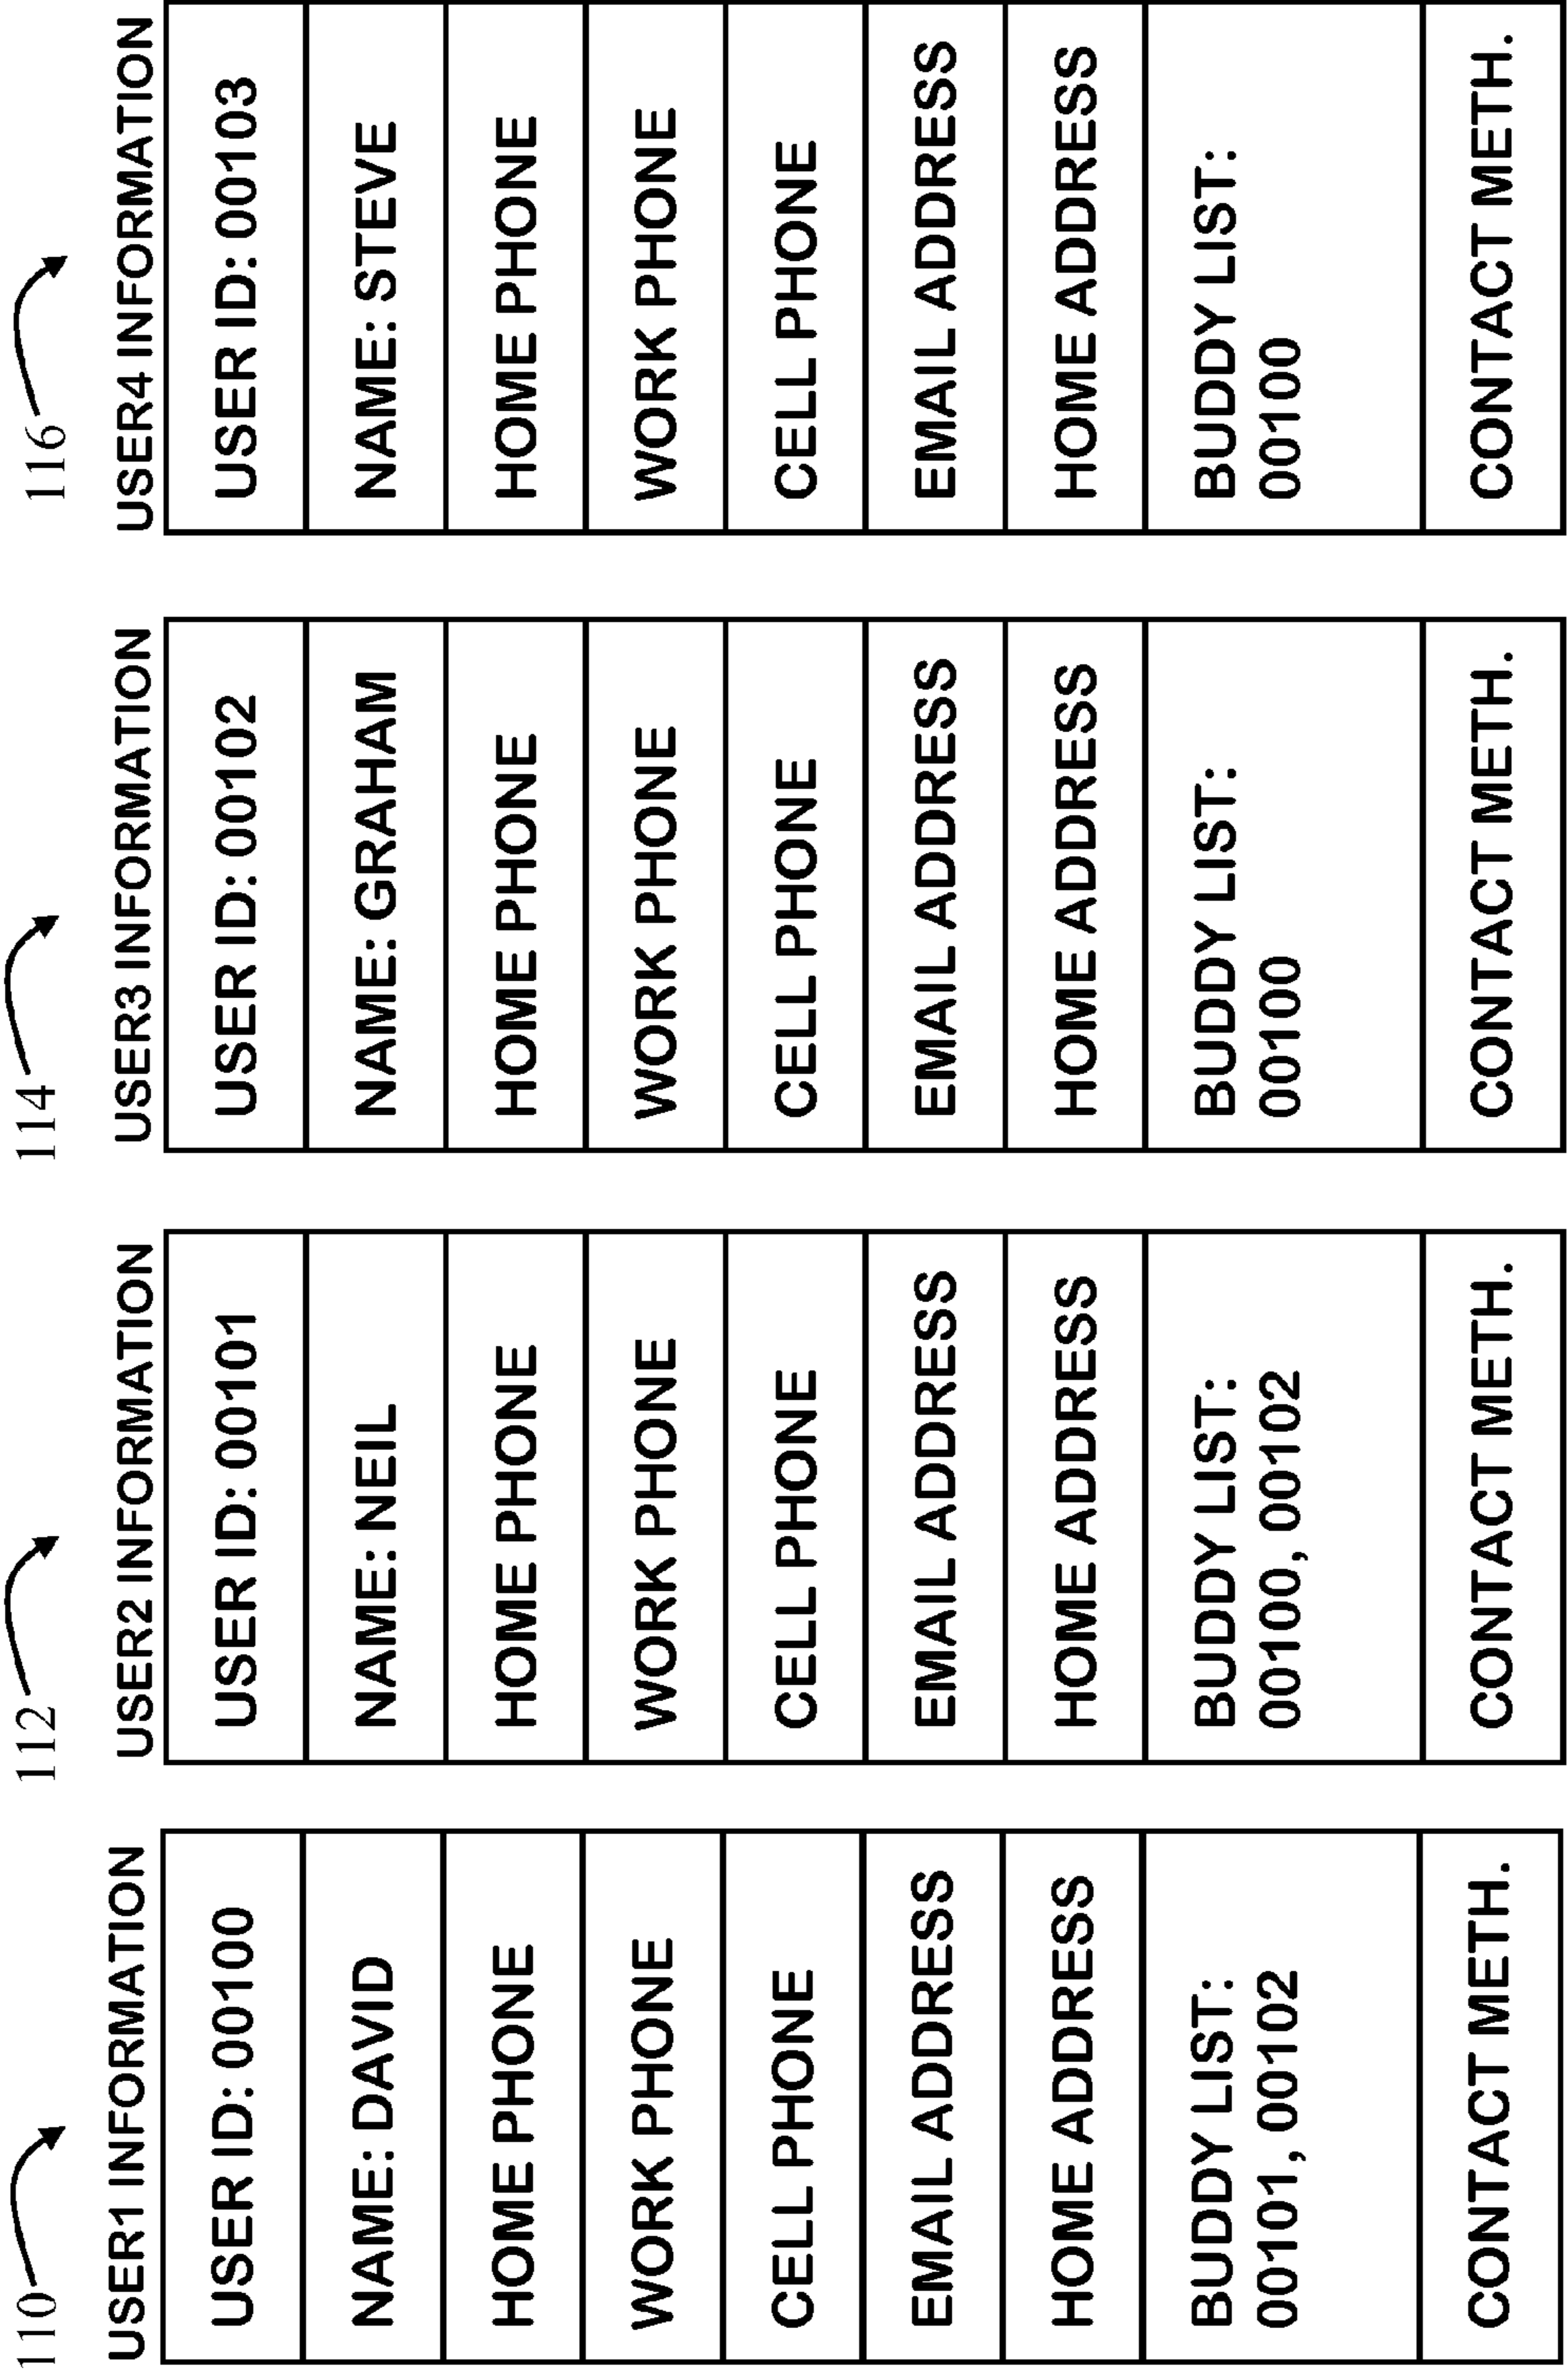 110
USER1 INFORMATION
USER ID: 00100
NAME: DAVID
HOME PHONE
WORK PHONE
CELL PHONE
EMAIL ADDRESS
HOME ADDRESS
BUDDY LIST:
00101, 00102
CONTACT METH.
112
USER2 INFORMATION
USER ID: 00101
NAME: NEIL
HOME PHONE
WORK PHONE
CELL PHONE
EMAIL ADDRESS
HOME ADDRESS
BUDDY LIST:
00100, 00102
CONTACT METH.
114
USER3 INFORMATION
USER ID: 00102
NAME: GRAHAM
HOME PHONE
WORK PHONE
CELL PHONE
EMAIL ADDRESS
HOME ADDRESS
BUDDY LIST:
00100
CONTACT METH.
116
USER4 INFORMATION
USER ID: 00103
NAME: STEVE
HOME PHONE
WORK PHONE
CELL PHONE
EMAIL ADDRESS
HOME ADDRESS
BUDDY LIST:
00100
CONTACT METH.